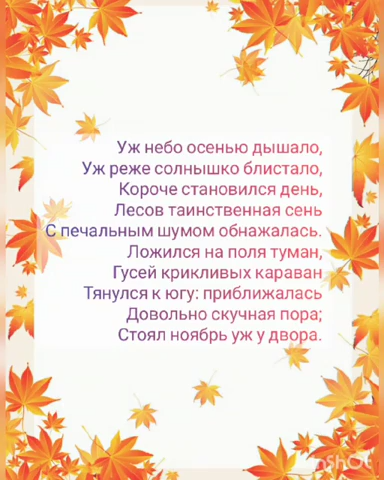 Уж небо осенью дышало,
Уж реже солнышко блистало,
Короче становился день,
Лесов таинственная сень
С печальным шумом обнажалась.
Ложился на поля туман,
Гусей крикливых караван
Тянулся к югу: приближалась
Довольно скучная пора;
Стоял ноябрь уж у двора.